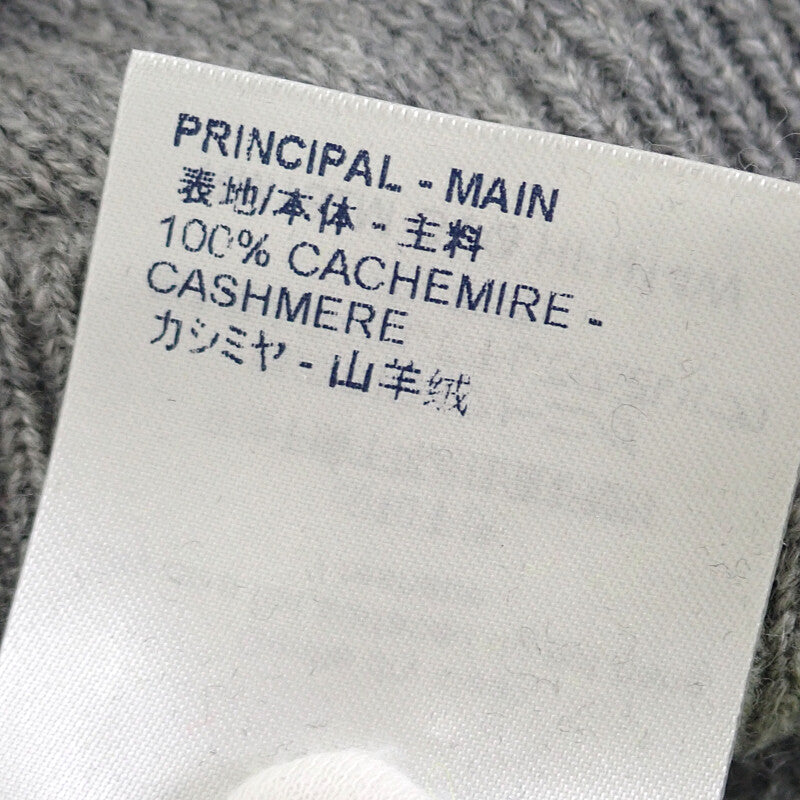 PRINCIPAL - MAIN
表地/本体 - 主料
100% CACHEMIRE -
CASHMERE
カシミヤ - 山羊绒